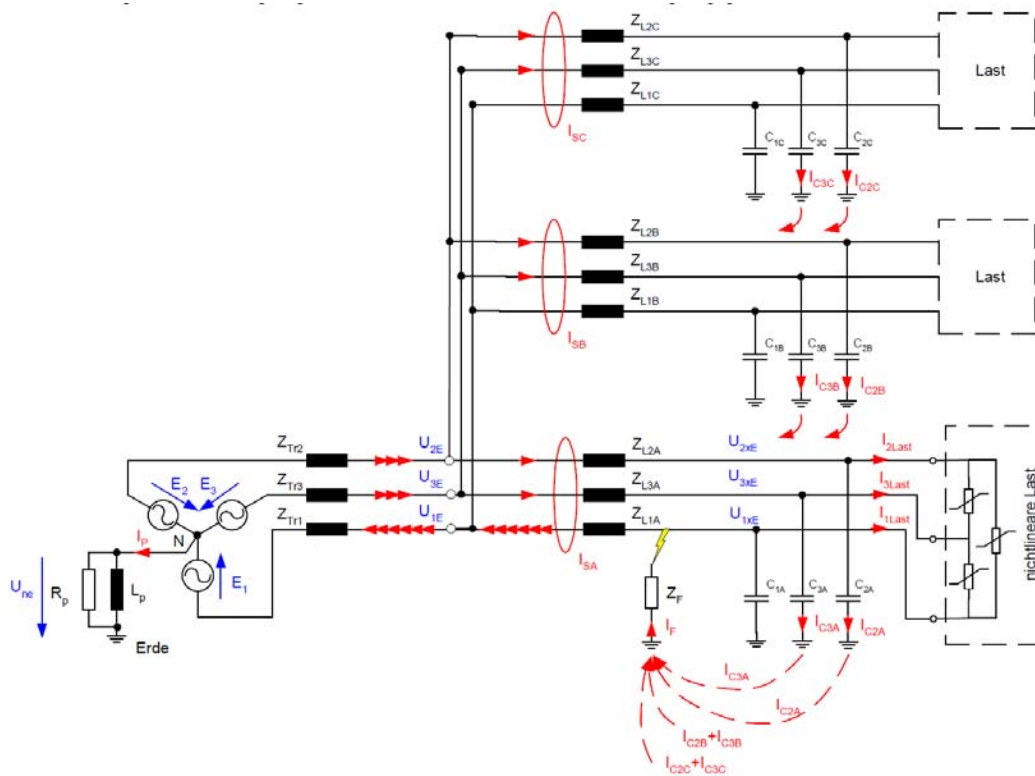 Z_L2C
Z_L3C
Last
Z_L1C
I_SC
C_1C
C_3C
C_2C
I_C3C
I_C2C
Z_L2B
Z_L3B
Last
Z_L1B
I_SB
C_1B
C_3B
C_2B
I_C3B
I_C2B
Z_Tr2
U_2E
Z_L2A
U_2xE
I_2Last
E_2
E_3
Z_Tr3
U_3E
Z_L3A
U_3xE
I_3Last
N
Z_Tr1
U_1E
Z_L1A
U_1xE
I_1Last
I_P
I_SA
nichtlineare Last
U_ne
R_p
L_p
E_1
Z_F
C_1A
C_3A
C_2A
I_F
I_C3A
I_C2A
Erde
I_C3A
I_C2A
I_C2B+I_C3B
I_C2C+I_C3C